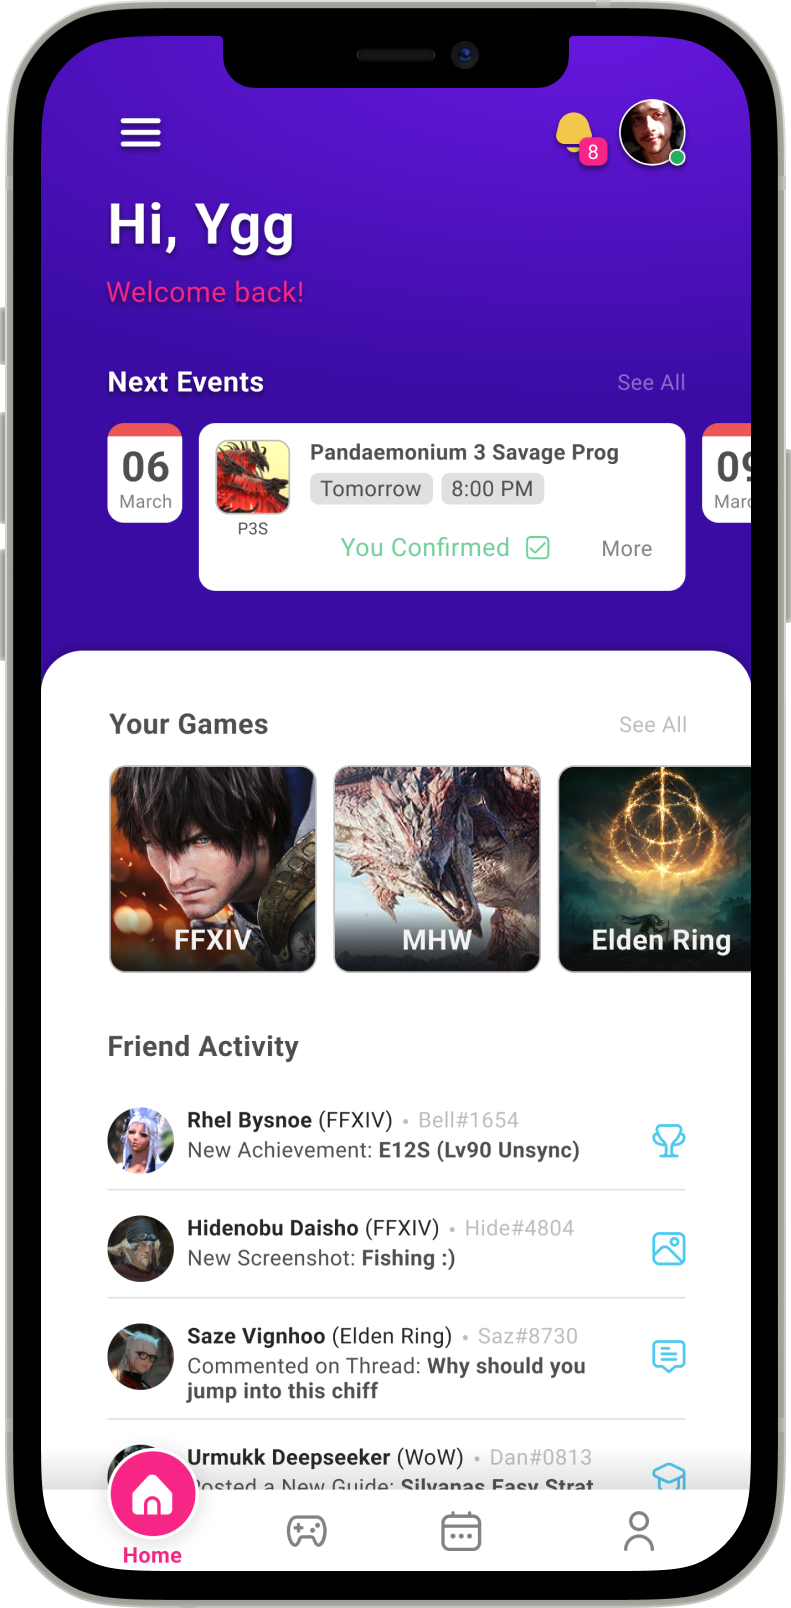 8
Hi, Ygg
Welcome back!
Next Events
See All
06
March
Pandaemonium 3 Savage Prog
Tomorrow
8:00 PM
P3S
You Confirmed
More
09
Your Games
See All
FFXIV
MHW
Elden Ring
Friend Activity
Rhel Bysnoe (FFXIV) • Bell#1654
New Achievement: E12S (Lv90 Unsync)
Hidenobu Daisho (FFXIV) • Hide#4804
New Screenshot: Fishing :)
Saze Vignhoo (Elden Ring) • Saz#8730
Commented on Thread: Why should you
jump into this chiff
Urmukk Deepseeker (WoW) • Dan#0813
Posted a New Guide: Silvanas Easy Strat
Home